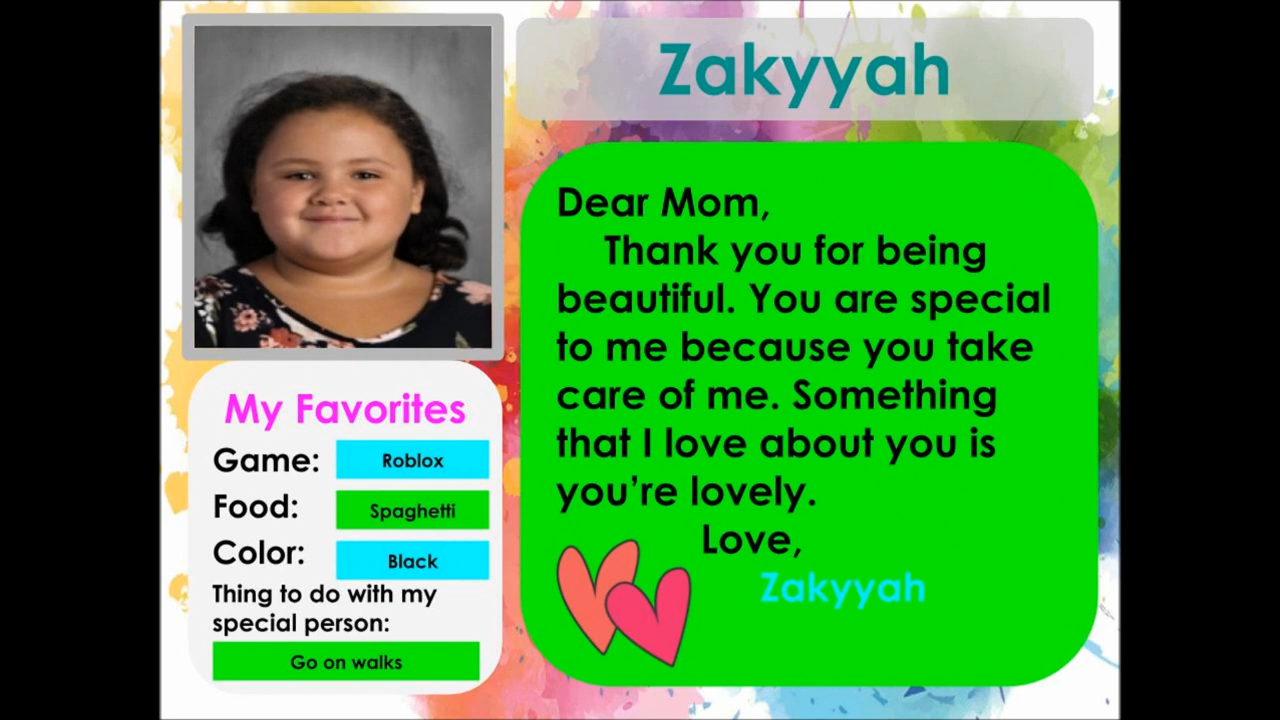 Zakyyah
Dear Mom,
Thank you for being
beautiful. You are special
to me because you take
care of me. Something
that I love about you is
you’re lovely.
Love,
Zakyyah
My Favorites
Game: Roblox
Food: Spaghetti
Color: Black
Thing to do with my
special person:
Go on walks